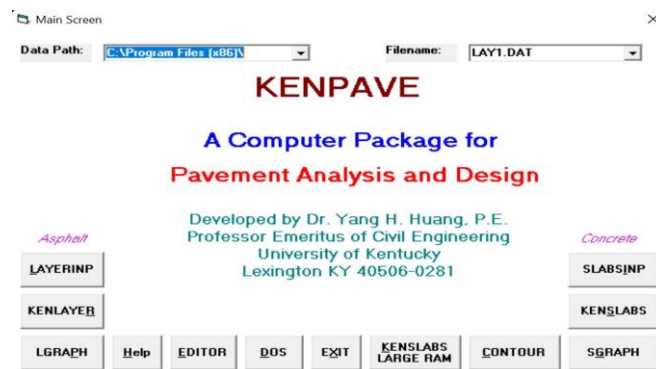 Main Screen
Data Path: C:\Program Files (x86)\ Filename: LAY1.DAT
KENPAVE
A Computer Package for
Pavement Analysis and Design
Developed by Dr. Yang H. Huang, P.E.
Professor Emeritus of Civil Engineering
University of Kentucky
Lexington KY 40506-0281
Asphalt Concrete
LAYERINP SLABSINP
KENLAYER KENSLABS
LGRAPH Help EDITOR DOS EXIT KENSLABS LARGE RAM CONTOUR SGRAPH